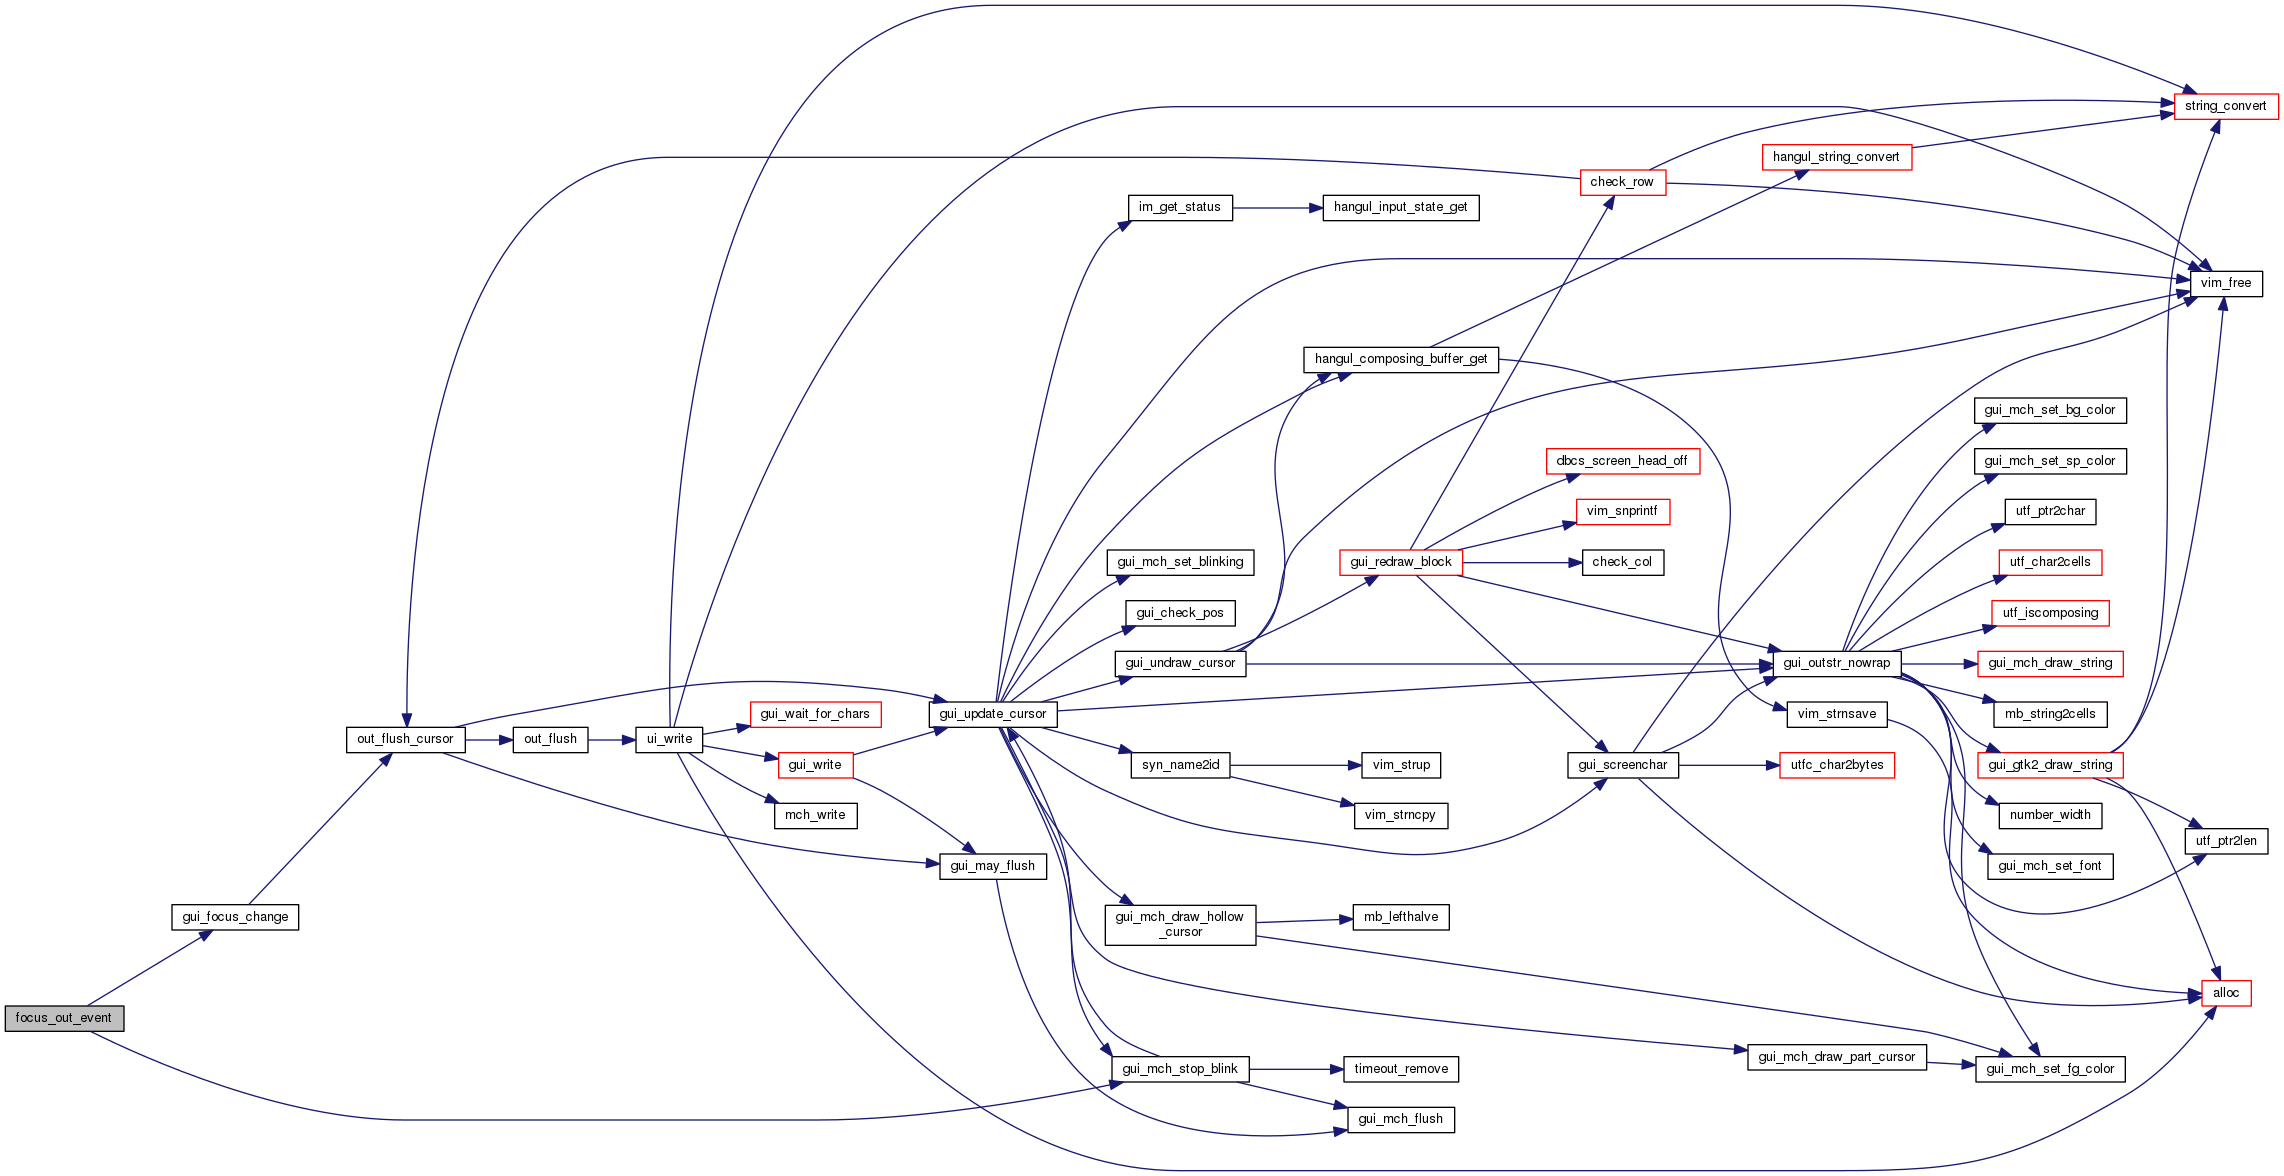 string_convert
hangul_string_convert
check_row
im_get_status
hangul_input_state_get
vim_free
hangul_composing_buffer_get
gui_mch_set_bg_color
dbcs_screen_head_off
gui_mch_set_sp_color
vim_snprintf
utf_ptr2char
gui_mch_set_blinking
gui_redraw_block
check_col
utf_char2cells
gui_check_pos
utf_iscomposing
gui_undraw_cursor
gui_outstr_nowrap
gui_mch_draw_string
gui_wait_for_chars
gui_update_cursor
vim_strnsave
mb_string2cells
out_flush_cursor
out_flush
ui_write
gui_write
syn_name2id
vim_strup
gui_screenchar
utfc_char2bytes
gui_gtk2_draw_string
mch_write
vim_strncpy
number_width
utf_ptr2len
gui_may_flush
gui_mch_set_font
gui_focus_change
gui_mch_draw_hollow
_cursor
mb_lefthalve
alloc
focus_out_event
gui_mch_draw_part_cursor
gui_mch_stop_blink
timeout_remove
gui_mch_set_fg_color
gui_mch_flush